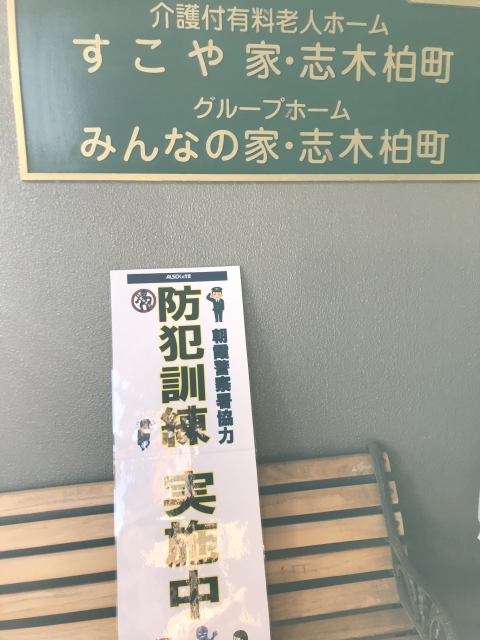 介護付有料老人ホーム
すこや家・志木柏町
グループホーム
みんなの家・志木柏町
防犯訓練 実施中
朝霞警察署協力